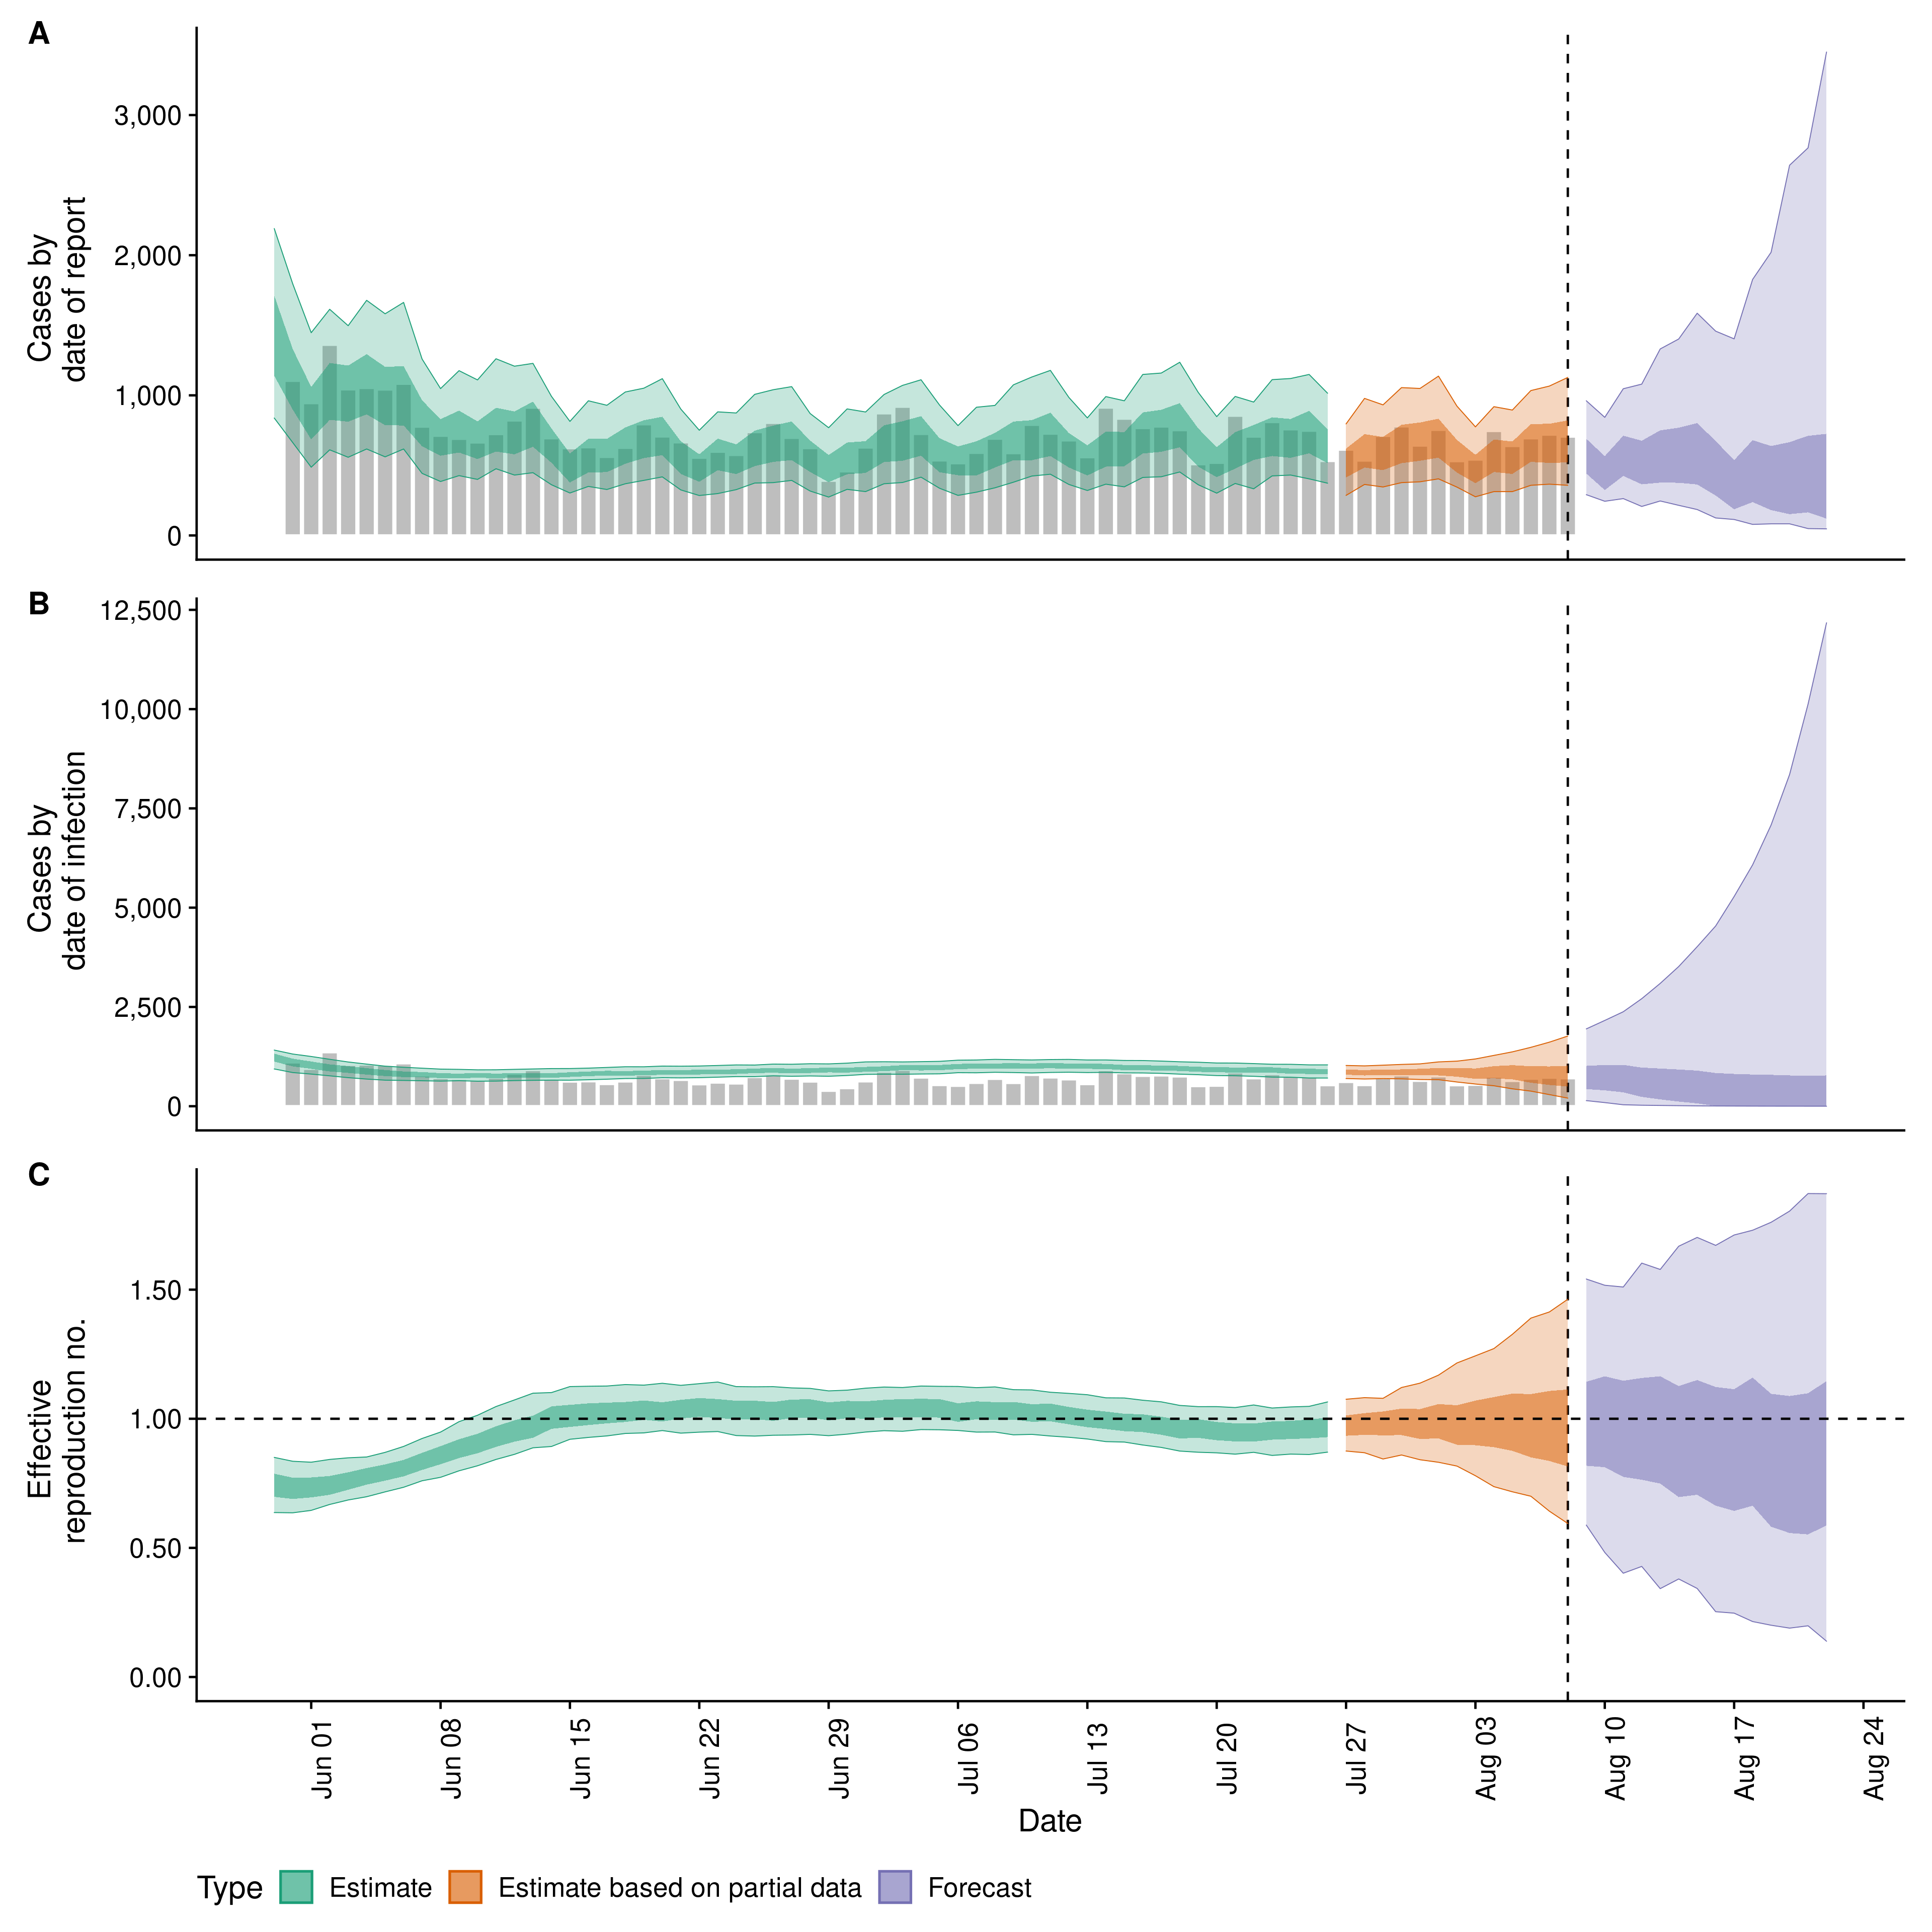 A
Cases by
date of report
3,000
2,000
1,000
0
B
Cases by
date of infection
12,500
10,000
7,500
5,000
2,500
0
C
Effective
reproduction no.
1.50
1.00
0.50
0.00
Jun 01
Jun 08
Jun 15
Jun 22
Jun 29
Jul 06
Jul 13
Jul 20
Jul 27
Aug 03
Aug 10
Aug 17
Aug 24
Date
Type Estimate Estimate based on partial data Forecast